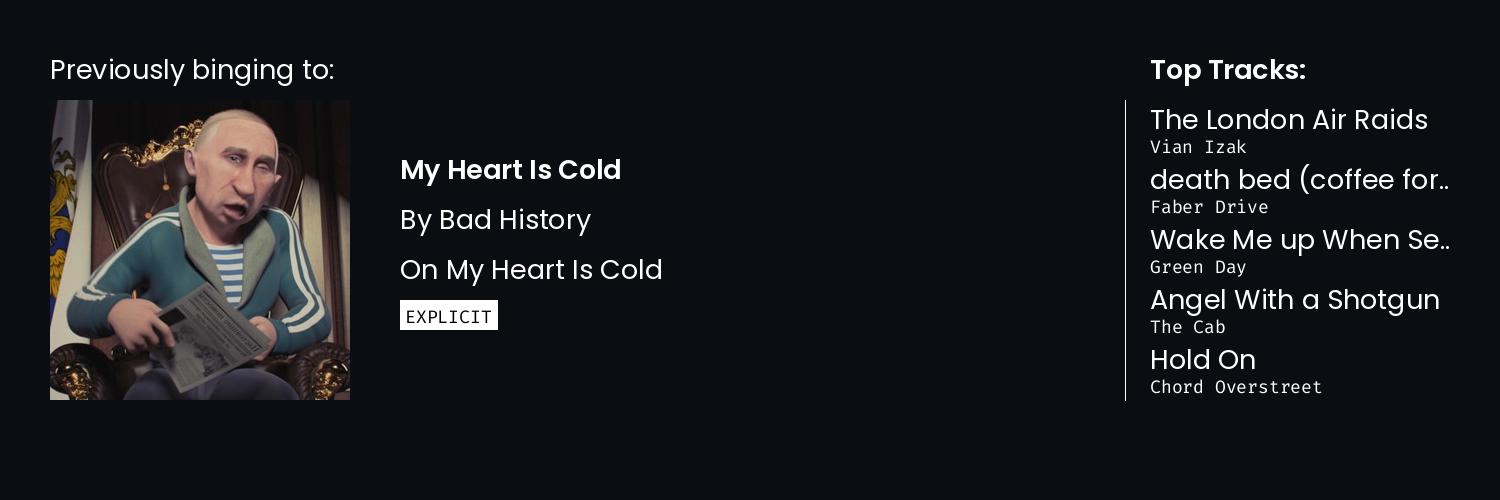 Previously binging to:
My Heart Is Cold
By Bad History
On My Heart Is Cold
EXPLICIT
Top Tracks:
The London Air Raids
Vian Izak
death bed (coffee for..
Faber Drive
Wake Me up When Se..
Green Day
Angel With a Shotgun
The Cab
Hold On
Chord Overstreet